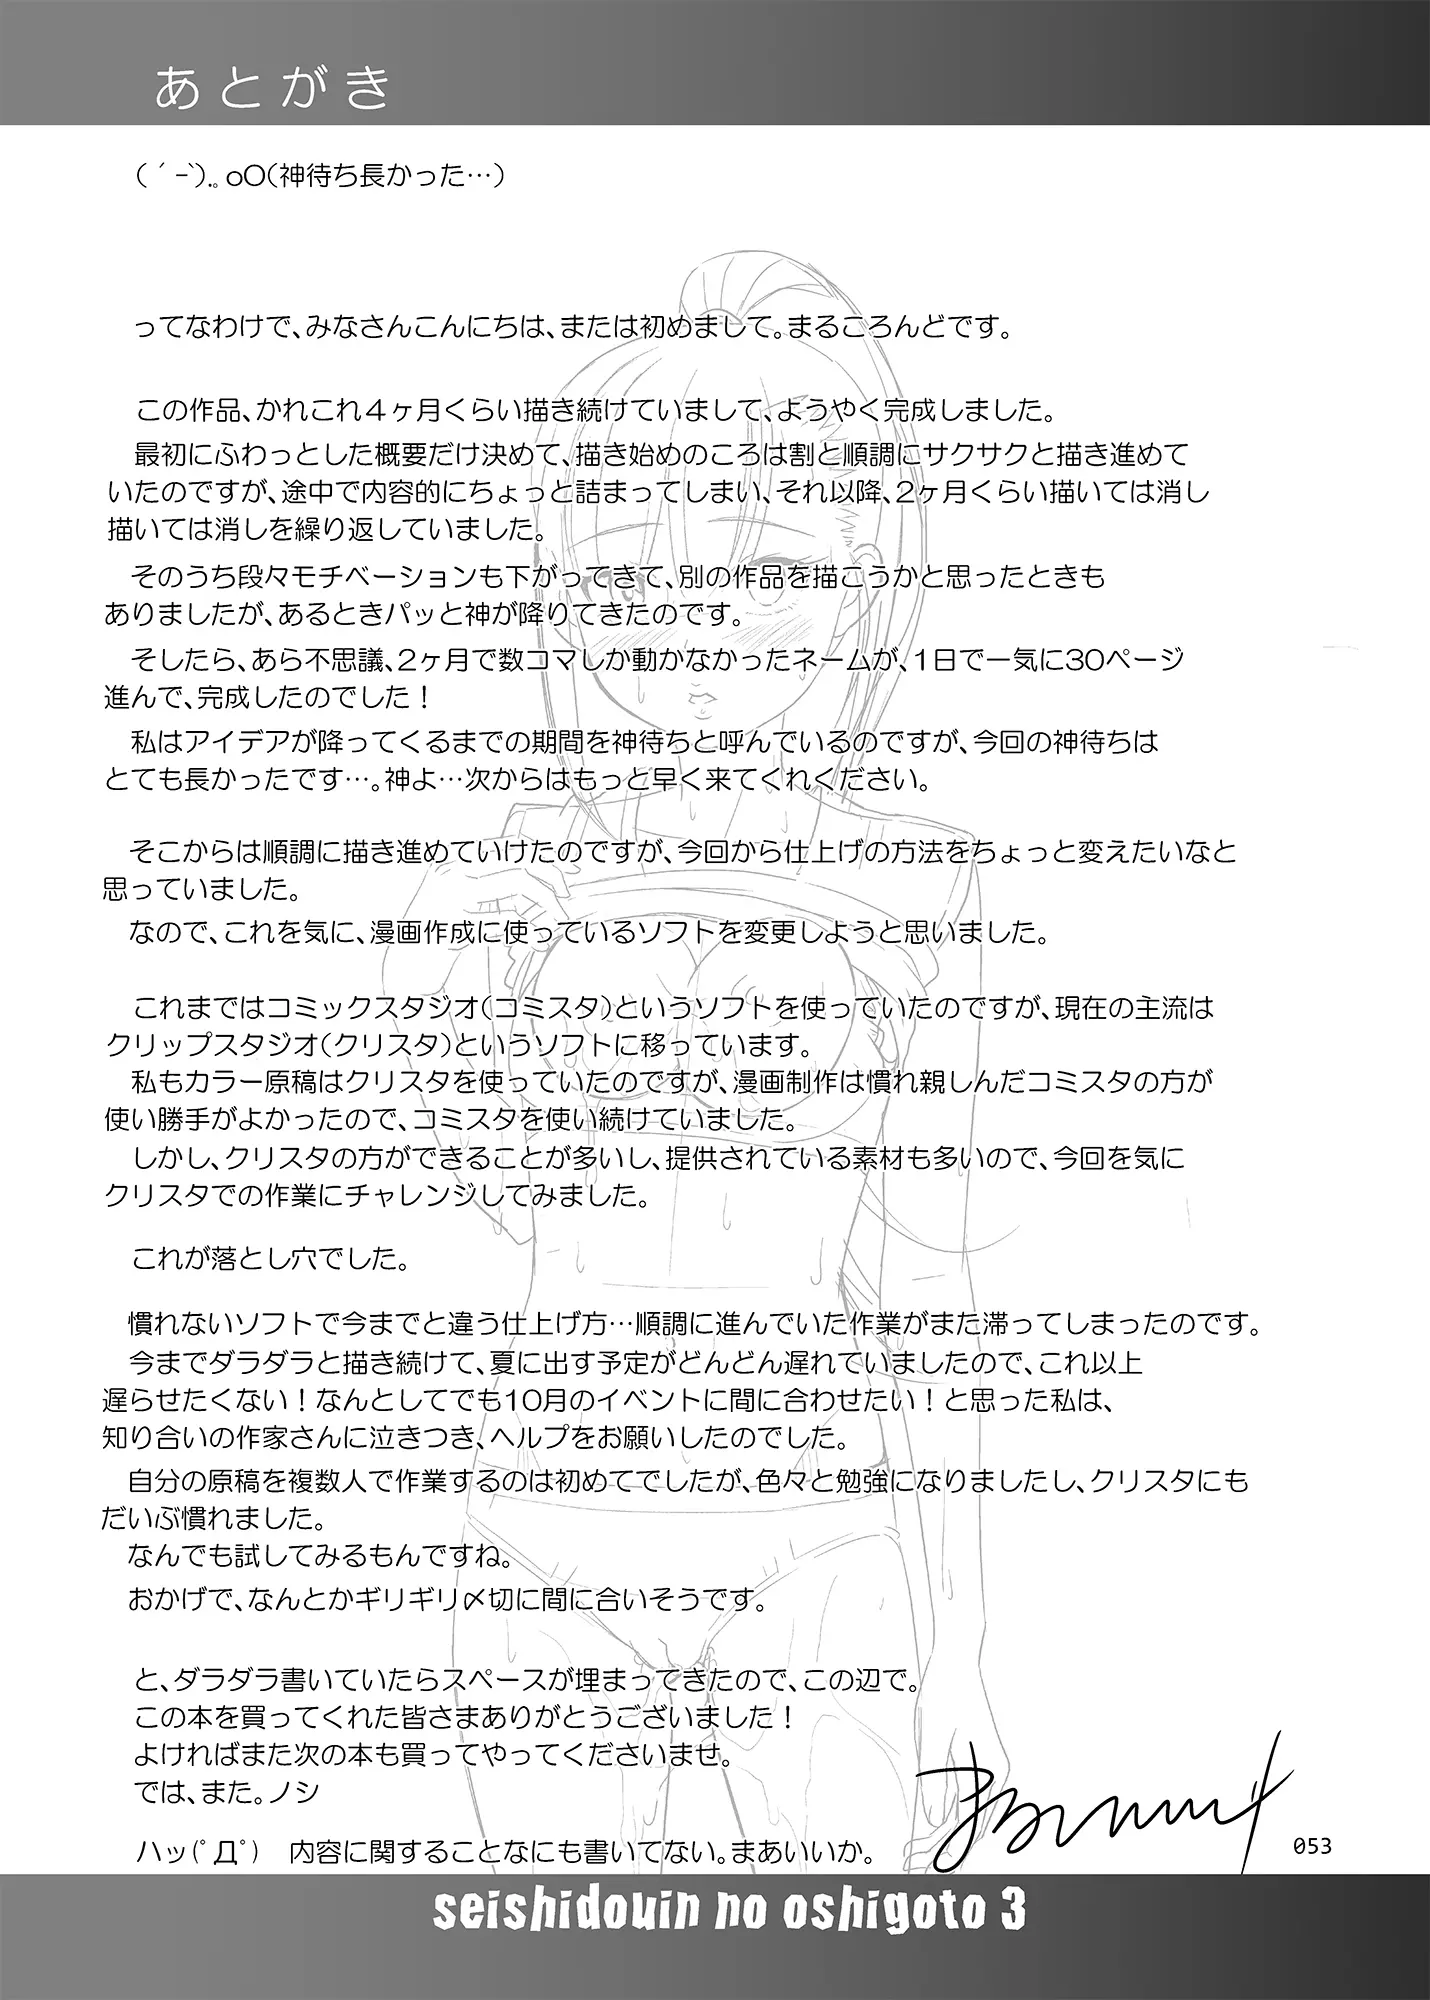 あとがき
( ´ -`).。oO(神待ち長かった…)
ってなわけで、みなさんこんにちは、または初めまして。まるころんどです。
この作品、かれこれ4ヶ月くらい描き続けていまして、ようやく完成しました。
最初にふわっとした概要だけ決めて、描き始めのころは割と順調にサクサクと描き進めて
いたのですが、途中で内容的にちょっと詰まってしまい、それ以降、2ヶ月くらい描いては消し
描いては消しを繰り返していました。
そのうち段々モチベーションも下がってきて、別の作品を描こうかと思ったときも
ありましたが、あるときパッと神が降りてきたのです。
そしたら、あら不思議、2ヶ月で数コマしか動かなかったネームが、1日で一気に30ページ
進んで、完成したのでした！
私はアイデアが降ってくるまでの期間を神待ちと呼んでいるのですが、今回の神待ちは
とても長かったです…。神よ…次からはもっと早く来てくれください。
そこからは順調に描き進めていけたのですが、今回から仕上げの方法をちょっと変えたいなと
思っていました。
なので、これを気に、漫画作成に使っているソフトを変更しようと思いました。
これまではコミックスタジオ(コミスタ)というソフトを使っていたのですが、現在の主流は
クリップスタジオ(クリスタ)というソフトに移っています。
私もカラー原稿はクリスタを使っていたのですが、漫画制作は慣れ親しんだコミスタの方が
使い勝手がよかったので、コミスタを使い続けていました。
しかし、クリスタの方ができることが多いし、提供されている素材も多いので、今回を気に
クリスタでの作業にチャレンジしてみました。
これが落とし穴でした。
慣れないソフトで今までと違う仕上げ方…順調に進んでいた作業がまた滞ってしまったのです。
今までダラダラと描き続けて、夏に出す予定がどんどん遅れていましたので、これ以上
遅らせたくない！なんとしてでも10月のイベントに間に合わせたい！と思った私は、
知り合いの作家さんに泣きつき、ヘルプをお願いしたのでした。
自分の原稿を複数人で作業するのは初めてでしたが、色々と勉強になりましたし、クリスタにも
だいぶ慣れました。
なんでも試してみるもんですね。
おかげで、なんとかギリギリ〆切に間に合いそうです。
と、ダラダラ書いていたらスペースが埋まってきたので、この辺で。
この本を買ってくれた皆さまありがとうございました！
よければまた次の本も買ってやってくださいませ。
では、また。ノシ
ハッ(ﾟДﾟ)　内容に関することなにも書いてない。まあいいか。
053
seishidouin no oshigoto 3